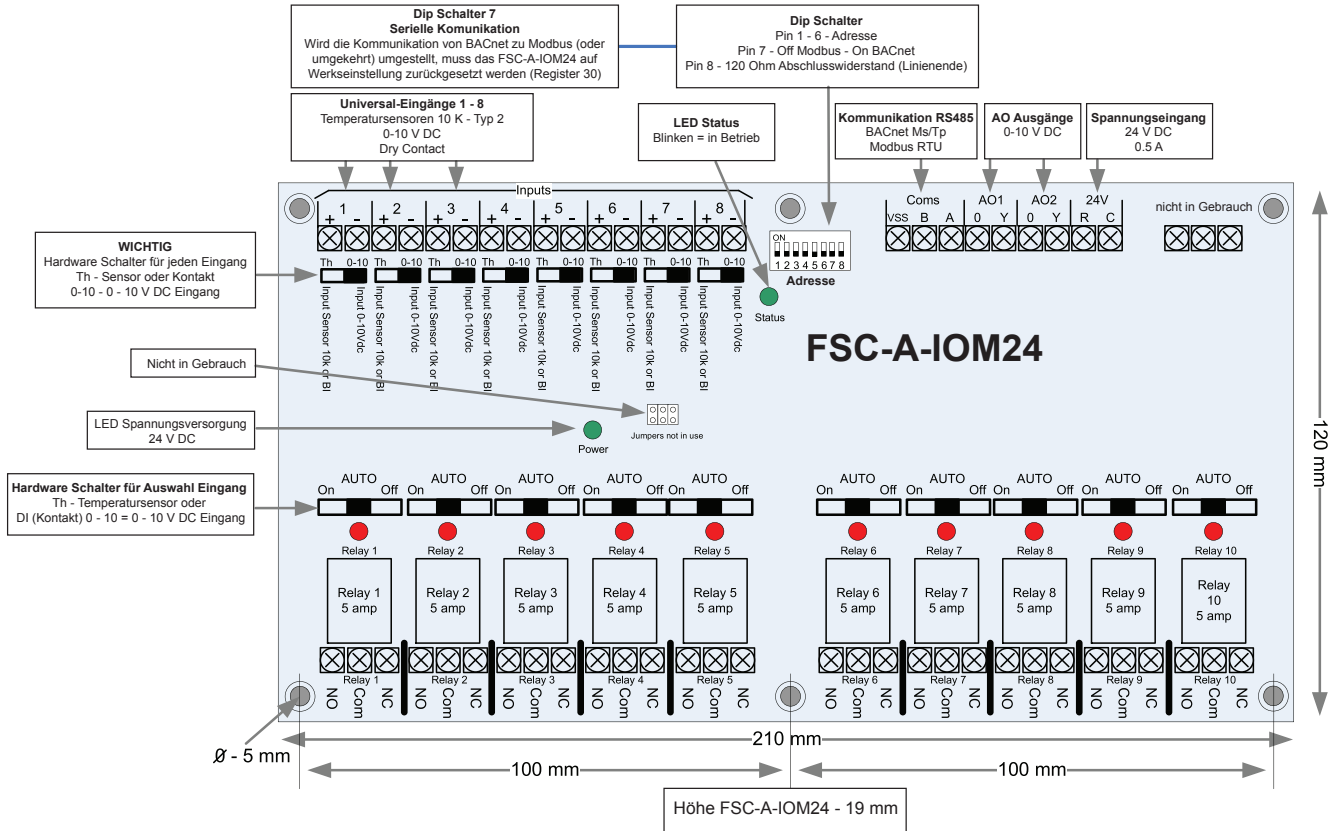 Dip Schalter 7
Serielle Komunikation
Wird die Kommunikation von BACnet zu Modbus (oder
umgekehrt) umgestellt, muss das FSC-A-IOM24 auf
Werkseinstellung zurückgesetzt werden (Register 30)
Dip Schalter
Pin 1 - 6 - Adresse
Pin 7 - Off Modbus - On BACnet
Pin 8 - 120 Ohm Abschlusswiderstand (Linienende)
Universal-Eingänge 1 - 8
Temperatursensoren 10 K - Typ 2
0-10 V DC
Dry Contact
LED Status
Blinken = in Betrieb
Kommunikation RS485
BACnet Ms/Tp
Modbus RTU
AO Ausgänge
0-10 V DC
Spannungseingang
24 V DC
0.5 A
Inputs
1 2 3 4 5 6 7 8
+ - + - + - + - + - + - + - + -
Coms AO1 AO2 24V
VSS B A 0 Y 0 Y R C
nicht in Gebrauch
WICHTIG
Hardware Schalter für jeden Eingang
Th - Sensor oder Kontakt
0-10 - 0 - 10 V DC Eingang
Th 0-10 Th 0-10 Th 0-10 Th 0-10 Th 0-10 Th 0-10 Th 0-10 Th 0-10
Input Sensor 10k or BI
Input 0-10Vdc
Input Sensor 10k or BI
Input 0-10Vdc
Input Sensor 10k or BI
Input 0-10Vdc
Input Sensor 10k or BI
Input 0-10Vdc
Input Sensor 10k or BI
Input 0-10Vdc
Input Sensor 10k or BI
Input 0-10Vdc
Input Sensor 10k or BI
Input 0-10Vdc
Input Sensor 10k or BI
Input 0-10Vdc
ON
1 2 3 4 5 6 7 8
Adresse
Status
FSC-A-IOM24
Nicht in Gebrauch
Jumpers not in use
LED Spannungsversorgung
24 V DC
Power
120 mm
Hardware Schalter für Auswahl Eingang
Th - Temperatursensor oder
DI (Kontakt) 0 - 10 = 0 - 10 V DC Eingang
AUTO AUTO AUTO AUTO AUTO AUTO AUTO AUTO AUTO AUTO
On Off On Off On Off On Off On Off On Off On Off On Off On Off On Off
Relay 1 Relay 2 Relay 3 Relay 4 Relay 5 Relay 6 Relay 7 Relay 8 Relay 9 Relay 10
Relay 1
5 amp
Relay 2
5 amp
Relay 3
5 amp
Relay 4
5 amp
Relay 5
5 amp
Relay 6
5 amp
Relay 7
5 amp
Relay 8
5 amp
Relay 9
5 amp
Relay
10
5 amp
Relay 1 Relay 2 Relay 3 Relay 4 Relay 5 Relay 6 Relay 7 Relay 8 Relay 9 Relay 10
NO Com NC NO Com NC NO Com NC NO Com NC NO Com NC NO Com NC NO Com NC NO Com NC NO Com NC NO Com NC
Ø - 5 mm
210 mm
100 mm
100 mm
Höhe FSC-A-IOM24 - 19 mm